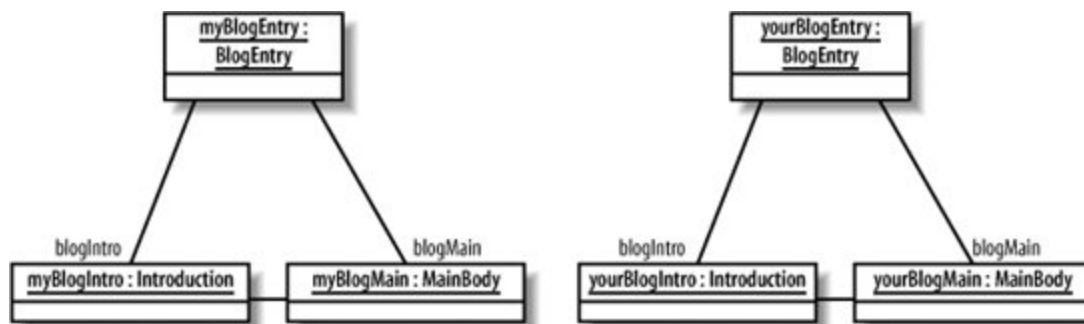 myBlogEntry :
BlogEntry
yourBlogEntry :
BlogEntry
blogIntro
blogMain
blogIntro
blogMain
myBlogIntro : Introduction
myBlogMain : MainBody
yourBlogIntro : Introduction
yourBlogMain : MainBody